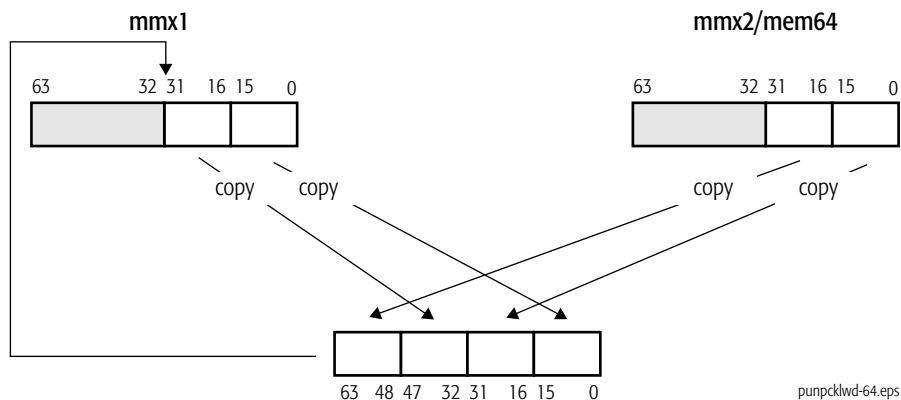 mmx1 mmx2/mem64
63 32 31 16 15 0 63 32 31 16 15 0
copy copy copy copy
63 48 47 32 31 16 15 0
punpcklwd-64.eps